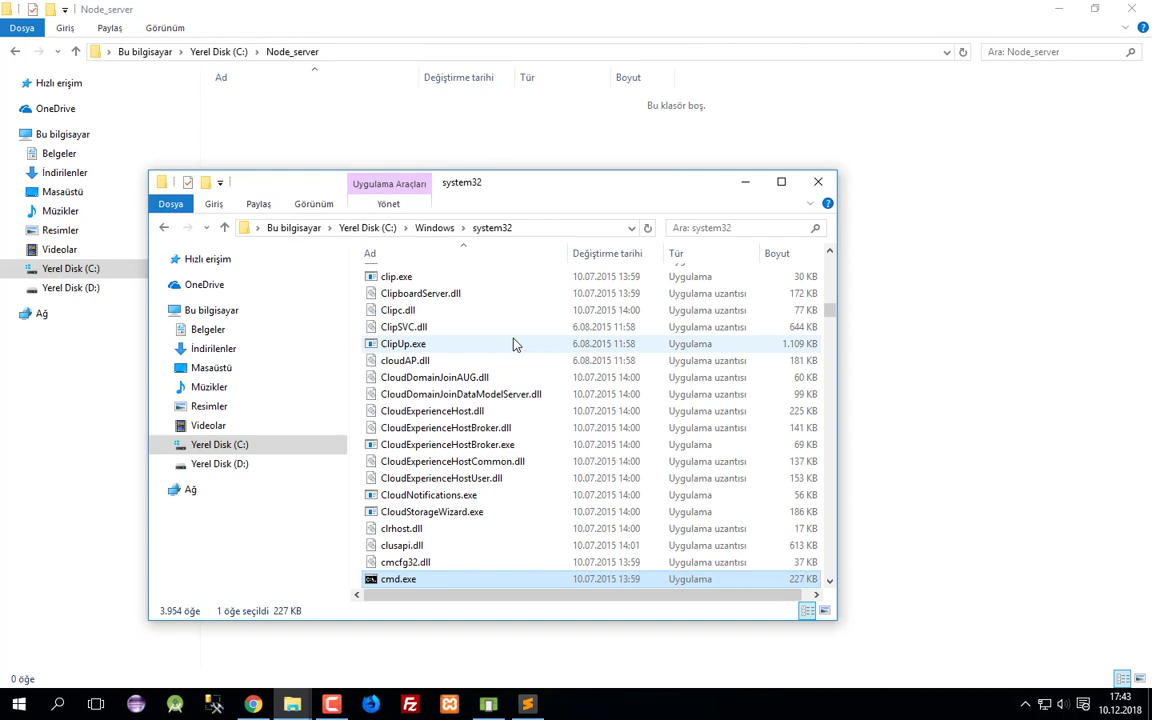 Node_server
Dosya Giriş Paylaş Görünüm
Bu bilgisayar Yerel Disk (C:) Node_server
Ara: Node_server
Ad Değiştirme tarihi Tür Boyut
Bu klasör boş.
Hızlı erişim
OneDrive
Bu bilgisayar
Belgeler
İndirilenler
Masaüstü
Müzikler
Resimler
Videolar
Yerel Disk (C:)
Yerel Disk (D:)
Ağ
Uygulama Araçları system32
Dosya Giriş Paylaş Görünüm Yönet
Bu bilgisayar Yerel Disk (C:) Windows system32
Ara: system32
Hızlı erişim
OneDrive
Bu bilgisayar
Belgeler
İndirilenler
Masaüstü
Müzikler
Resimler
Videolar
Yerel Disk (C:)
Yerel Disk (D:)
Ağ
Ad Değiştirme tarihi Tür Boyut
clip.exe 10.07.2015 13:59 Uygulama 30 KB
ClipboardServer.dll 10.07.2015 13:59 Uygulama uzantısı 172 KB
Clipc.dll 10.07.2015 14:00 Uygulama uzantısı 77 KB
ClipSVC.dll 6.08.2015 11:58 Uygulama uzantısı 644 KB
ClipUp.exe 6.08.2015 11:58 Uygulama 1.109 KB
cloudAP.dll 6.08.2015 11:58 Uygulama uzantısı 181 KB
CloudDomainJoinAUG.dll 10.07.2015 14:00 Uygulama uzantısı 60 KB
CloudDomainJoinDataModelServer.dll 10.07.2015 14:00 Uygulama uzantısı 99 KB
CloudExperienceHost.dll 10.07.2015 14:00 Uygulama uzantısı 225 KB
CloudExperienceHostBroker.dll 10.07.2015 14:00 Uygulama uzantısı 141 KB
CloudExperienceHostBroker.exe 10.07.2015 14:00 Uygulama 69 KB
CloudExperienceHostCommon.dll 10.07.2015 14:00 Uygulama uzantısı 137 KB
CloudExperienceHostUser.dll 10.07.2015 14:00 Uygulama uzantısı 153 KB
CloudNotifications.exe 10.07.2015 14:00 Uygulama 56 KB
CloudStorageWizard.exe 10.07.2015 14:00 Uygulama 186 KB
clrhost.dll 10.07.2015 14:00 Uygulama uzantısı 17 KB
clusapi.dll 10.07.2015 14:01 Uygulama uzantısı 613 KB
cmcfg32.dll 10.07.2015 13:59 Uygulama uzantısı 37 KB
cmd.exe 10.07.2015 13:59 Uygulama 227 KB
3.954 öğe 1 öğe seçildi 227 KB
0 öğe
17:43
10.12.2018